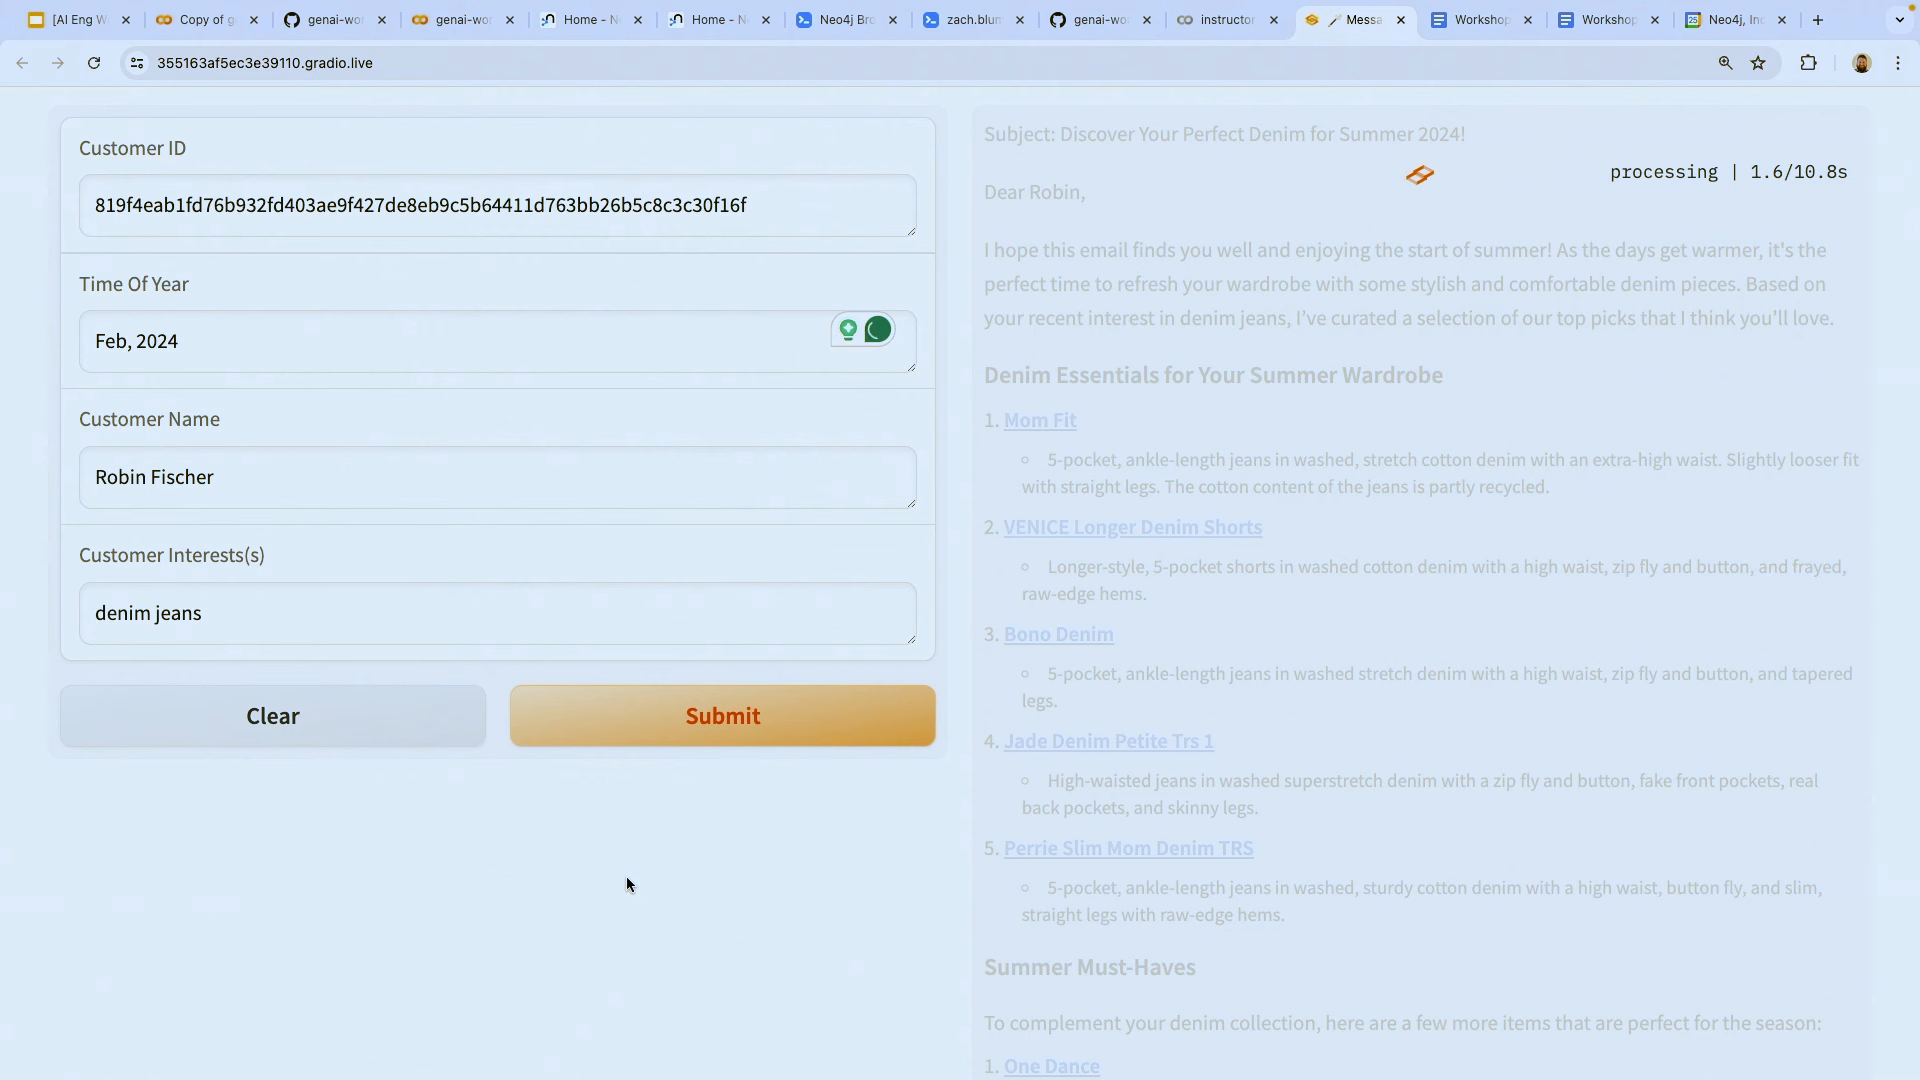 [AI Eng W
Copy of g
genai-wor
genai-wor
Home - N
Home - N
Neo4j Bro
zach.blum
genai-wo
instructor
Messa
Workshop
Workshop
Neo4j, Inc
355163af5ec3e39110.gradio.live
Customer ID
819f4eab1fd76b932fd403ae9f427de8eb9c5b64411d763bb26b5c8c3c30f16f
Time Of Year
Feb, 2024
Customer Name
Robin Fischer
Customer Interests(s)
denim jeans
Clear
Submit
Subject: Discover Your Perfect Denim for Summer 2024!
processing | 1.6/10.8s
Dear Robin,
I hope this email finds you well and enjoying the start of summer! As the days get warmer, it's the
perfect time to refresh your wardrobe with some stylish and comfortable denim pieces. Based on
your recent interest in denim jeans, I've curated a selection of our top picks that I think you'll love.
Denim Essentials for Your Summer Wardrobe
1. Mom Fit
5-pocket, ankle-length jeans in washed, stretch cotton denim with an extra-high waist. Slightly looser fit
with straight legs. The cotton content of the jeans is partly recycled.
2. VENICE Longer Denim Shorts
Longer-style, 5-pocket shorts in washed cotton denim with a high waist, zip fly and button, and frayed,
raw-edge hems.
3. Bono Denim
5-pocket, ankle-length jeans in washed stretch denim with a high waist, zip fly and button, and tapered
legs.
4. Jade Denim Petite Trs 1
High-waisted jeans in washed superstretch denim with a zip fly and button, fake front pockets, real
back pockets, and skinny legs.
5. Perrie Slim Mom Denim TRS
5-pocket, ankle-length jeans in washed, sturdy cotton denim with a high waist, button fly, and slim,
straight legs with raw-edge hems.
Summer Must-Haves
To complement your denim collection, here are a few more items that are perfect for the season:
1. One Dance